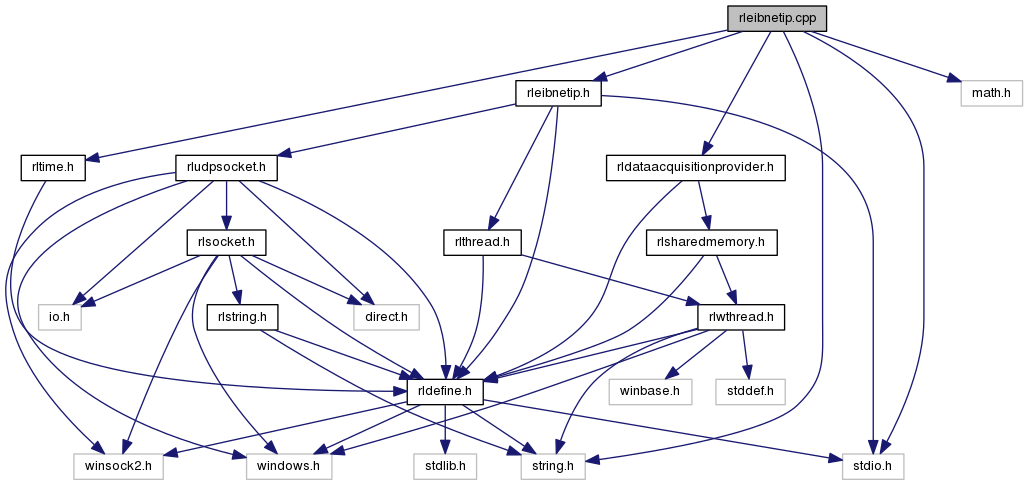 rleibnetip.cpp
rleibnetip.h
math.h
rltime.h
rludpsocket.h
rldataacquisitionprovider.h
rlsocket.h
rlthread.h
rlsharedmemory.h
io.h
rlstring.h
direct.h
rlwthread.h
rldefine.h
winbase.h
stddef.h
winsock2.h
windows.h
stdlib.h
string.h
stdio.h